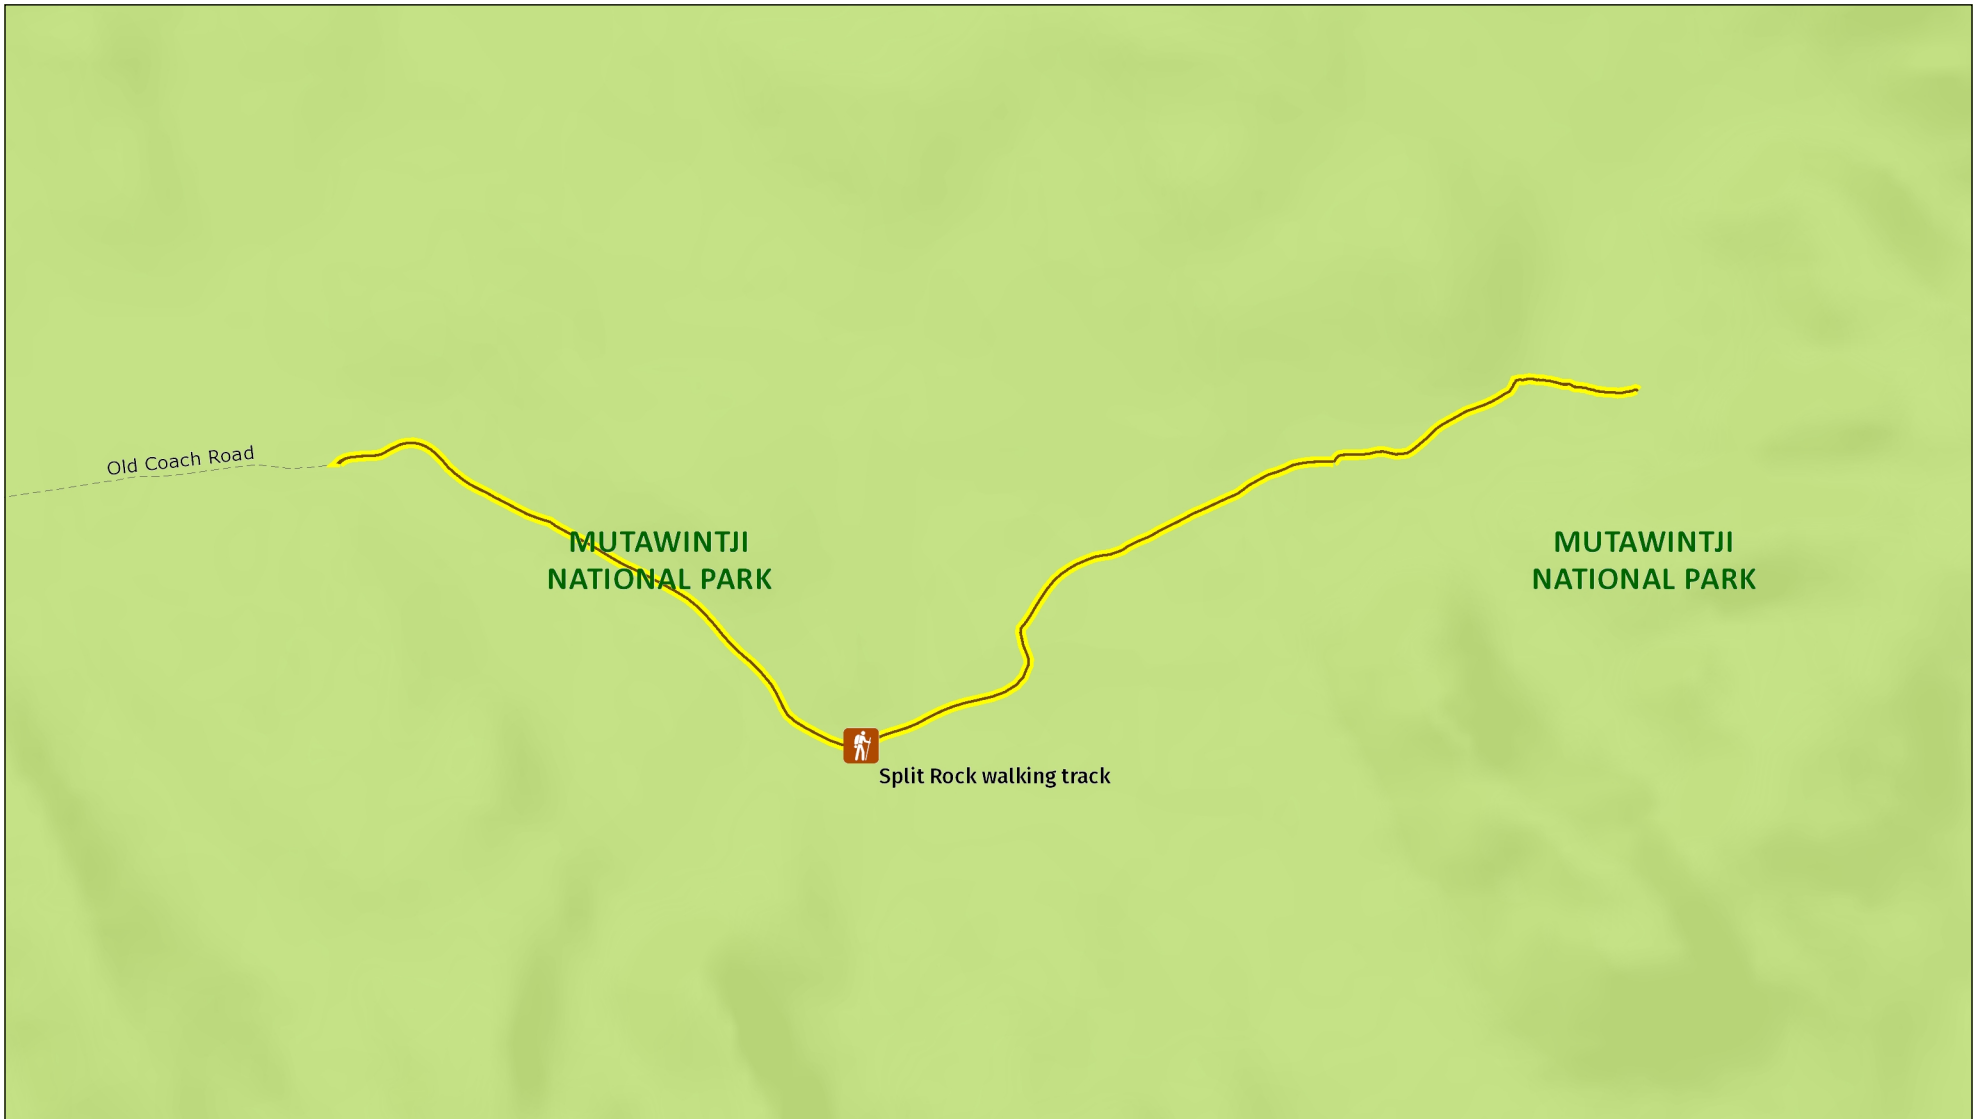 Old Coach Road
MUTAWINTJI
NATIONAL PARK
MUTAWINTJI
NATIONAL PARK
Split Rock walking track